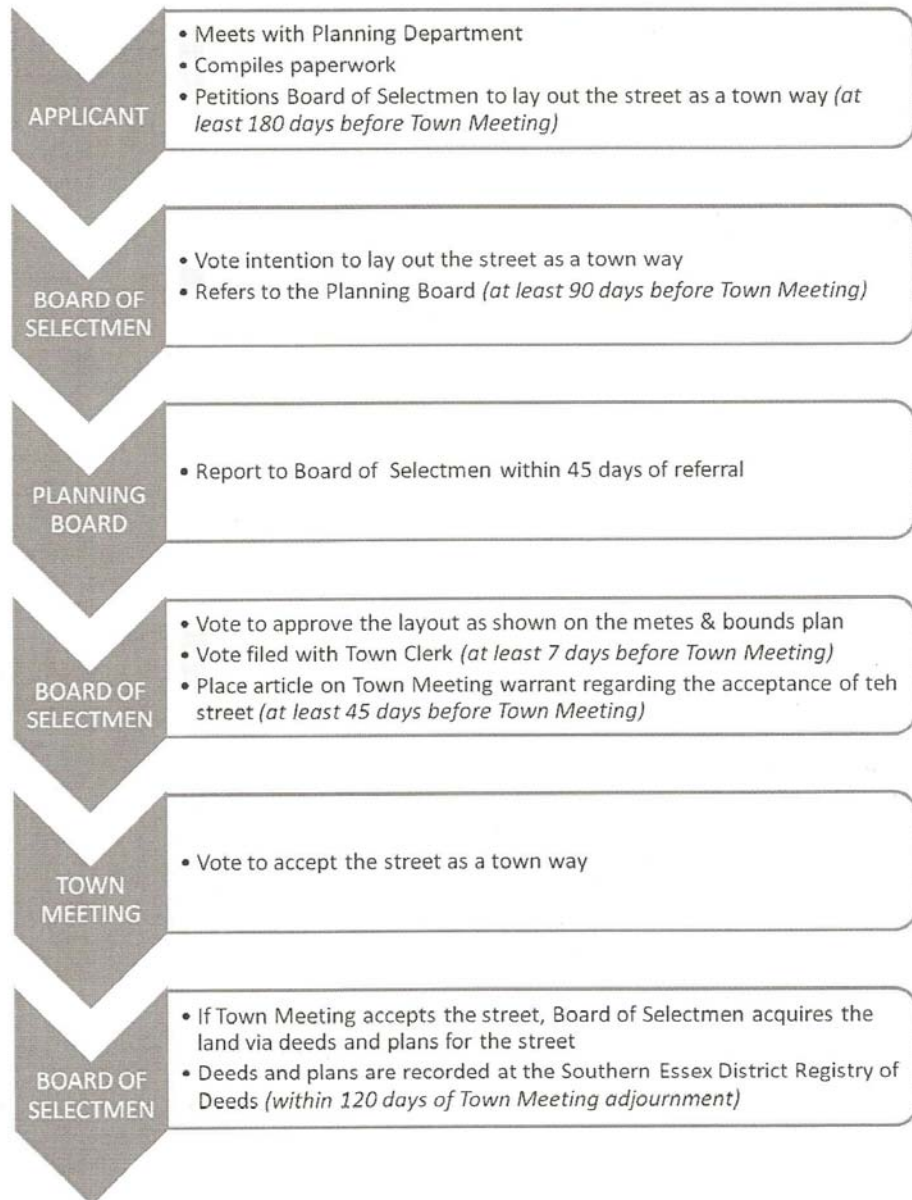 APPLICANT
• Meets with Planning Department
• Compiles paperwork
• Petitions Board of Selectmen to lay out the street as a town way (at
least 180 days before Town Meeting)
BOARD OF
SELECTMEN
• Vote intention to lay out the street as a town way
• Refers to the Planning Board (at least 90 days before Town Meeting)
PLANNING
BOARD
• Report to Board of Selectmen within 45 days of referral
BOARD OF
SELECTMEN
• Vote to approve the layout as shown on the metes & bounds plan
• Vote filed with Town Clerk (at least 7 days before Town Meeting)
• Place article on Town Meeting warrant regarding the acceptance of teh
street (at least 45 days before Town Meeting)
TOWN
MEETING
• Vote to accept the street as a town way
BOARD OF
SELECTMEN
• If Town Meeting accepts the street, Board of Selectmen acquires the
land via deeds and plans for the street
• Deeds and plans are recorded at the Southern Essex District Registry of
Deeds (within 120 days of Town Meeting adjournment)